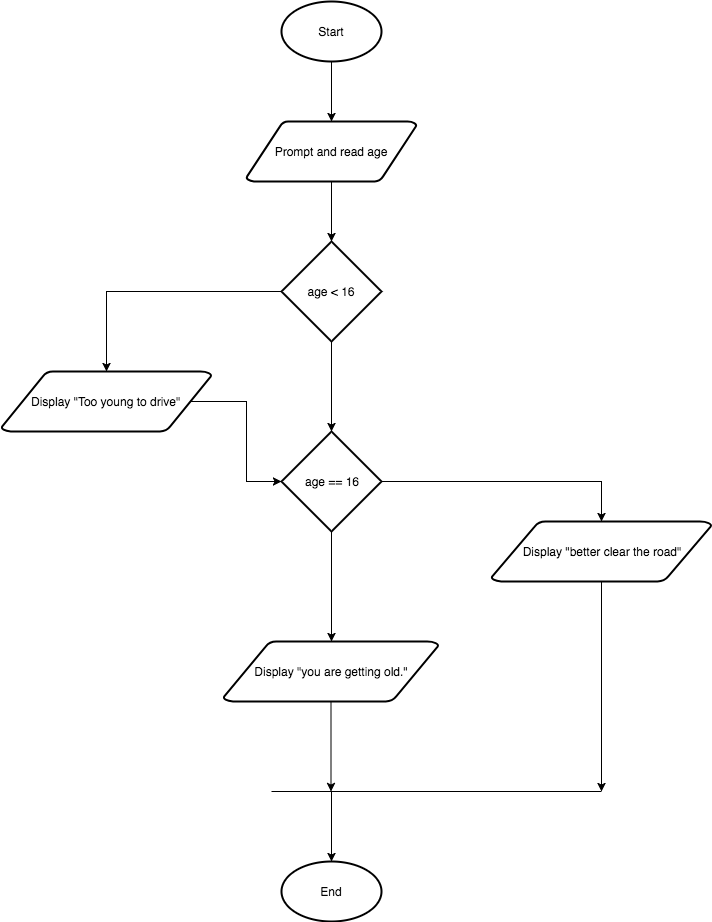 Start
Prompt and read age
age < 16
Display "Too young to drive"
age == 16
Display "better clear the road"
Display "you are getting old."
End